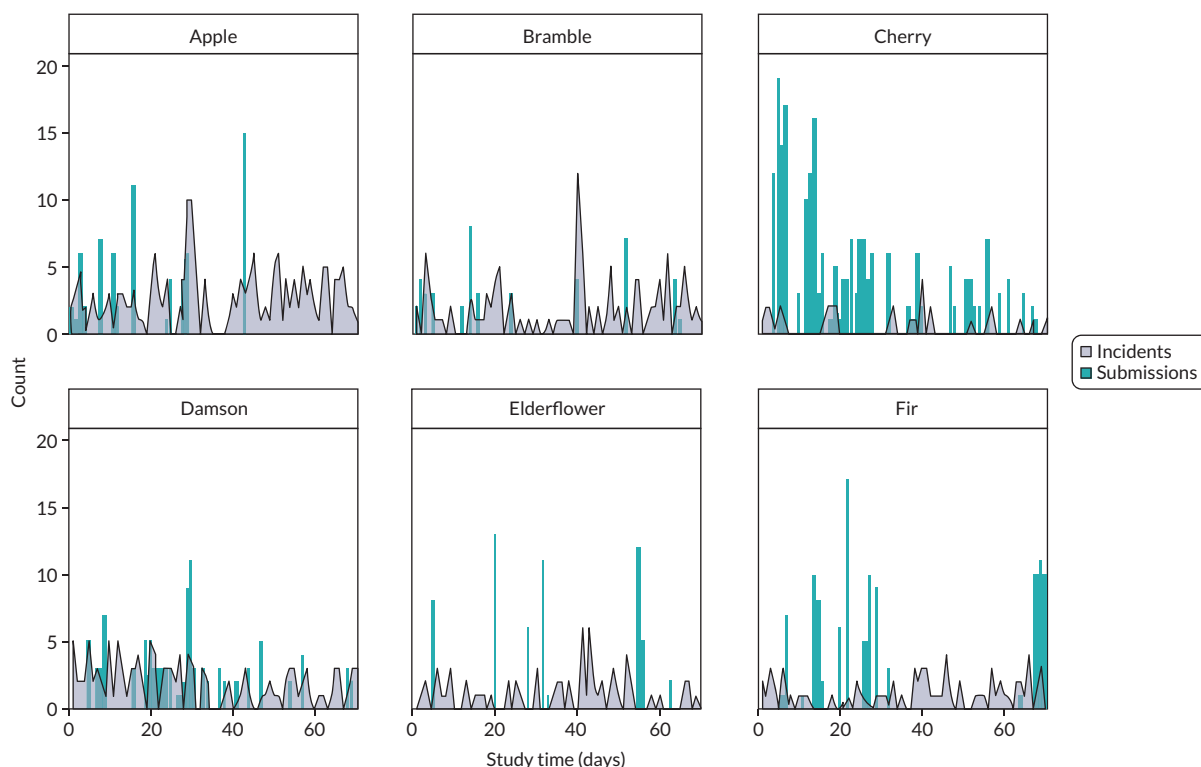 Apple
Bramble
Cherry
20
15
10
5
0
Incidents
Submissions
Count
Damson
Elderflower
Fir
20
15
10
5
0
0 20 40 60
0 20 40 60
0 20 40 60
Study time (days)